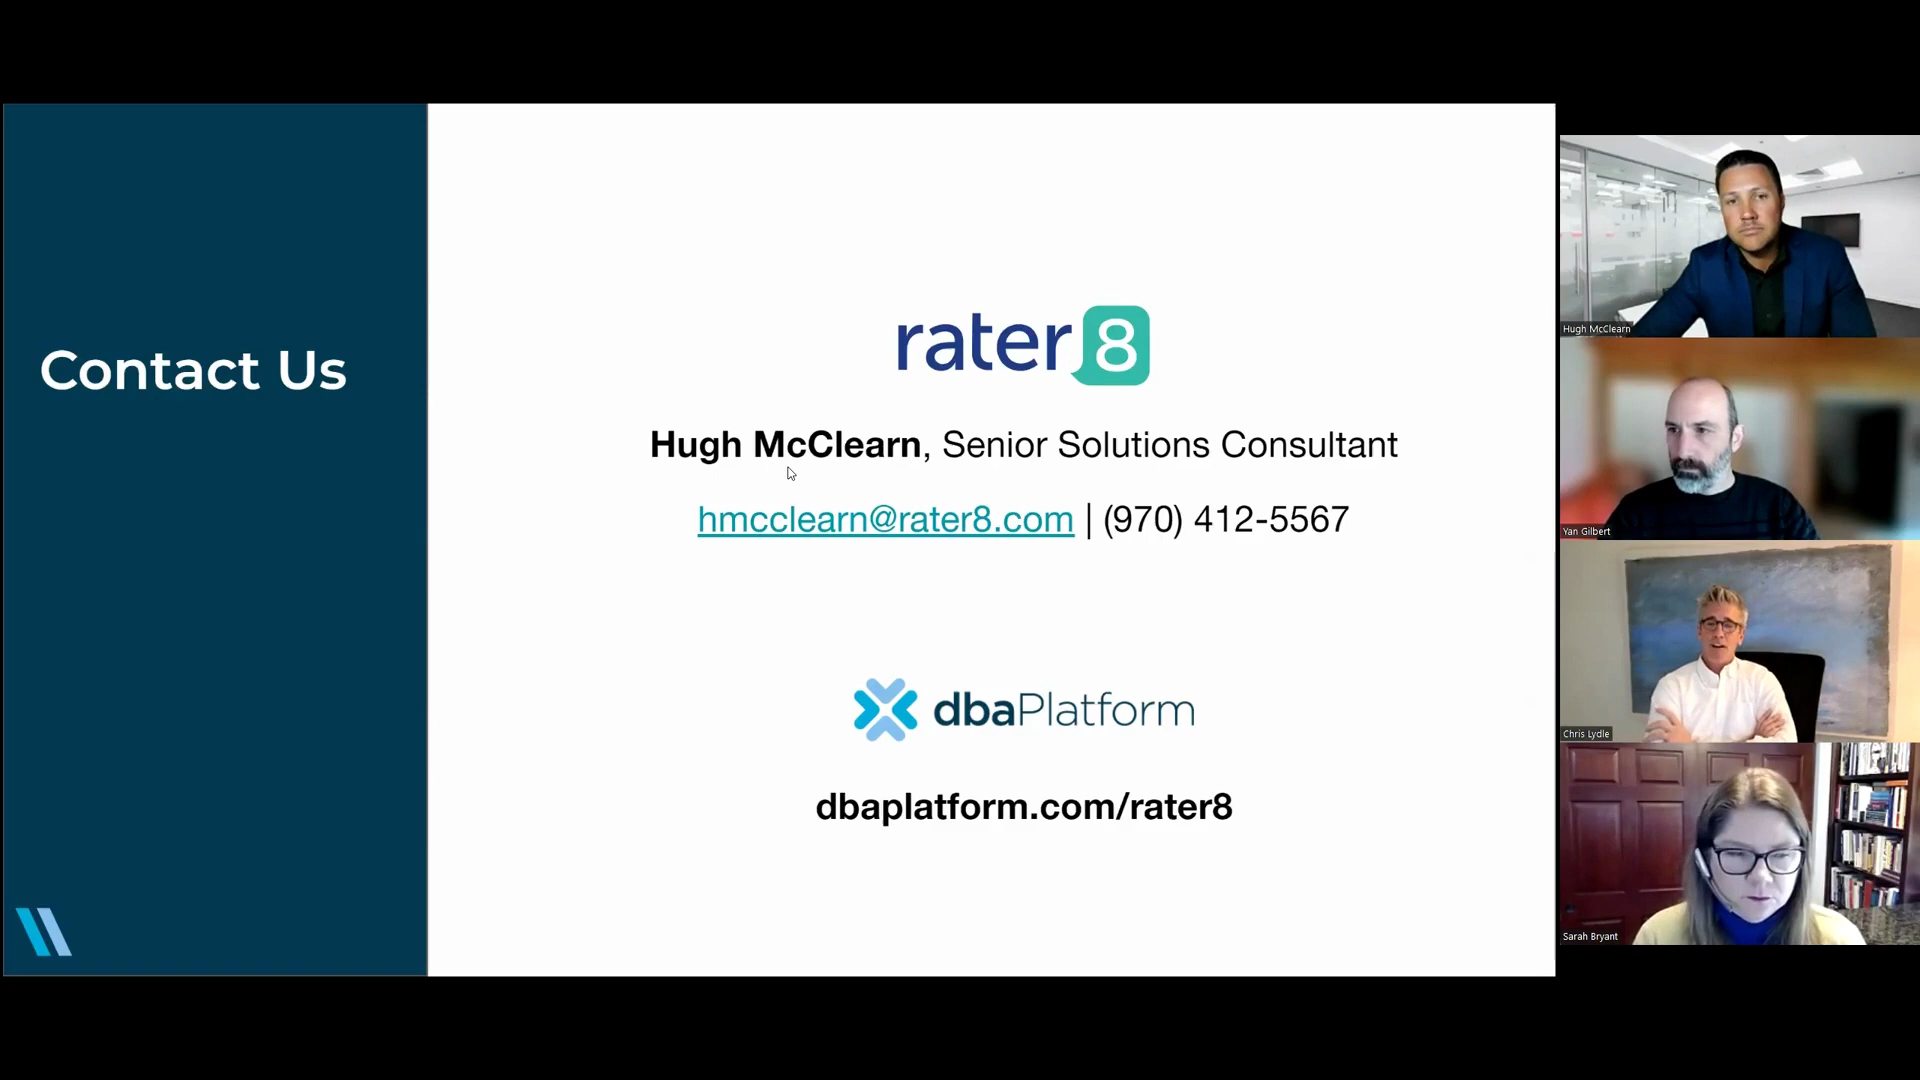 Contact Us
rater8
Hugh McClearn, Senior Solutions Consultant
hmcclearn@rater8.com | (970) 412-5567
dbaPlatform
dbaplatform.com/rater8
Hugh McClearn
Yan Gilbert
Chris Lydle
Sarah Bryant